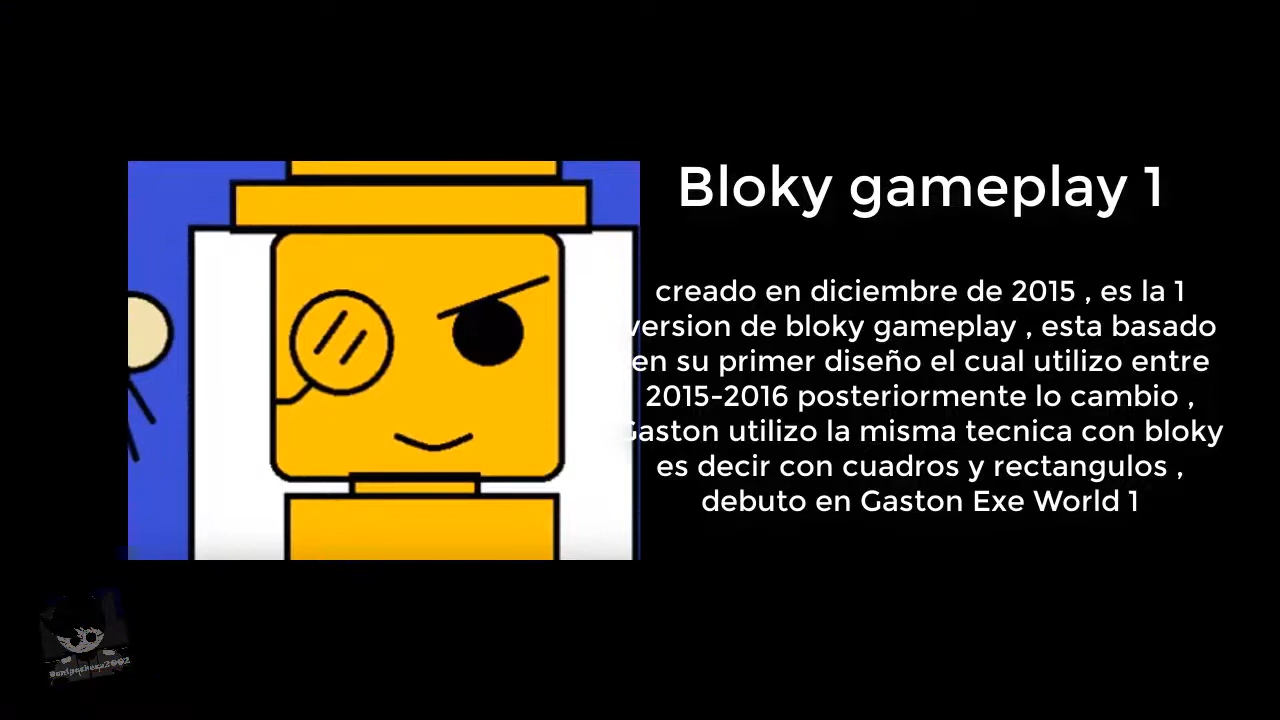 Bloky gameplay 1
creado en diciembre de 2015 , es la 1
version de bloky gameplay , esta basado
en su primer diseño el cual utilizo entre
2015-2016 posteriormente lo cambio ,
Gaston utilizo la misma tecnica con bloky
es decir con cuadros y rectangulos ,
debuto en Gaston Exe World 1